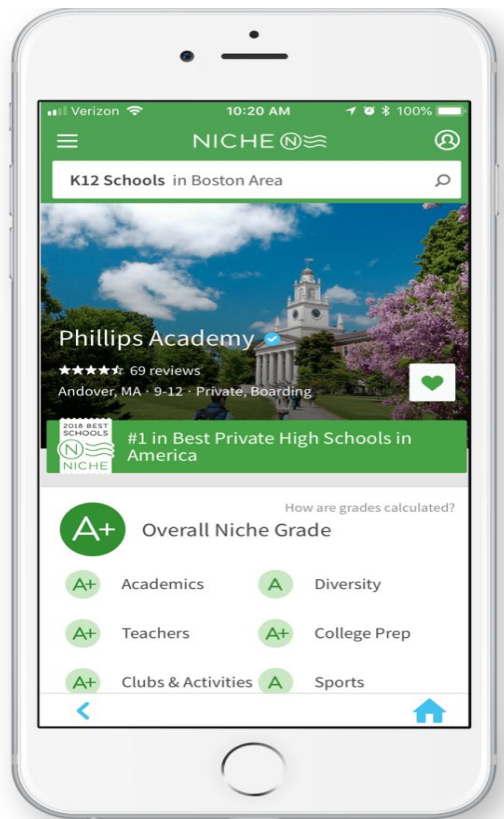 Verizon 10:20 AM 100%
NICHE N
K12 Schools in Boston Area
Phillips Academy
69 reviews
Andover, MA · 9-12 · Private, Boarding
2018 BEST
SCHOOLS
N
NICHE
#1 in Best Private High Schools in
America
How are grades calculated?
A+ Overall Niche Grade
A+ Academics A Diversity
A+ Teachers A+ College Prep
A+ Clubs & Activities A Sports